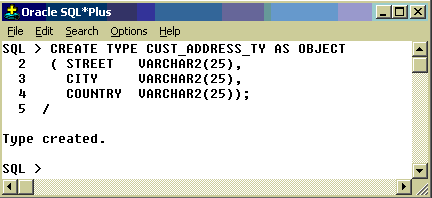 Oracle SQL*Plus
File Edit Search Options Help
SQL > CREATE TYPE CUST_ADDRESS_TY AS OBJECT
2 ( STREET VARCHAR2(25),
3 CITY VARCHAR2(25),
4 COUNTRY VARCHAR2(25));
5 /
Type created.
SQL >